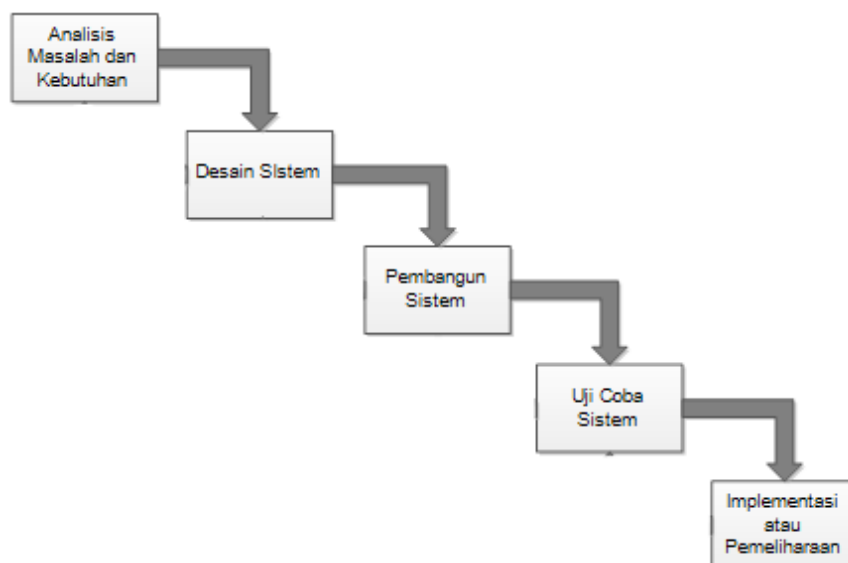 Analisis
Masalah dan
Kebutuhan
Desain SIstem
Pembangun
Sistem
Uji Coba
Sistem
Implementasi
atau
Pemeliharaan